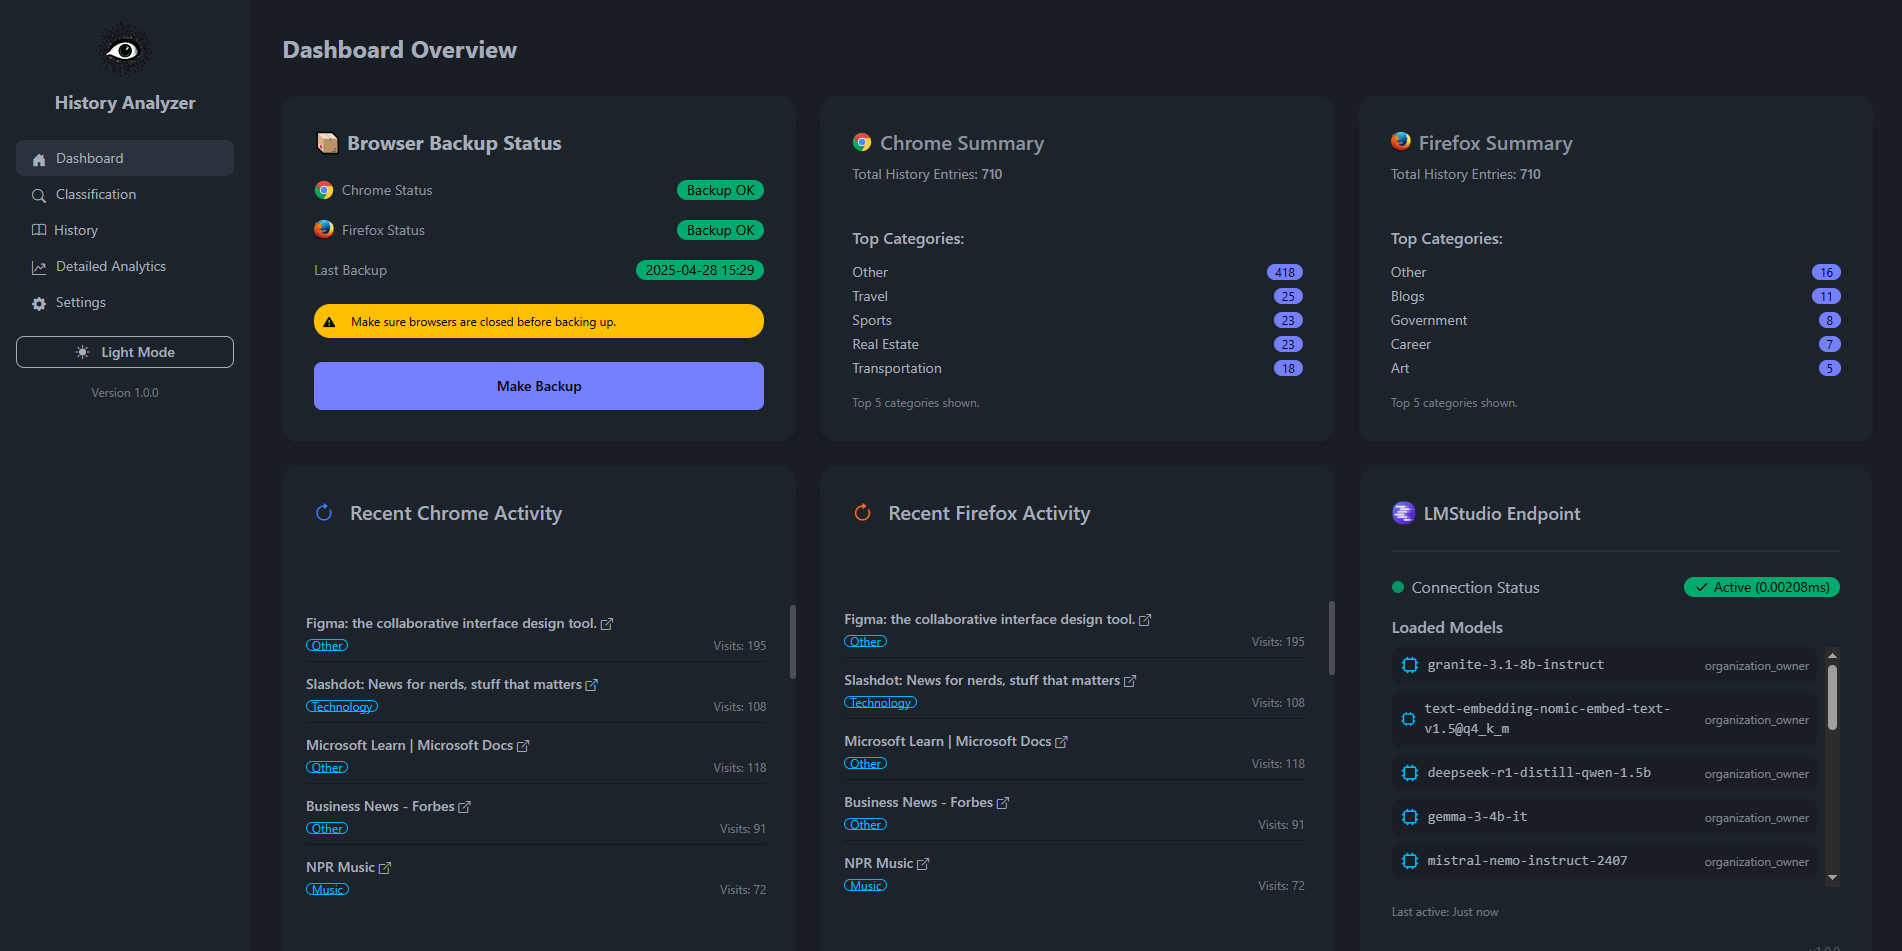 History Analyzer
Dashboard
Classification
History
Detailed Analytics
Settings
Light Mode
Version 1.0.0
Dashboard Overview
Browser Backup Status
Chrome Status Backup OK
Firefox Status Backup OK
Last Backup 2025-04-28 15:29
Make sure browsers are closed before backing up.
Make Backup
Chrome Summary
Total History Entries: 710
Top Categories:
Other 418
Travel 25
Sports 23
Real Estate 23
Transportation 18
Top 5 categories shown.
Firefox Summary
Total History Entries: 710
Top Categories:
Other 16
Blogs 11
Government 8
Career 7
Art 5
Top 5 categories shown.
Recent Chrome Activity
Figma: the collaborative interface design tool.
Other Visits: 195
Slashdot: News for nerds, stuff that matters
Technology Visits: 108
Microsoft Learn | Microsoft Docs
Other Visits: 118
Business News - Forbes
Other Visits: 91
NPR Music
Music Visits: 72
Recent Firefox Activity
Figma: the collaborative interface design tool.
Other Visits: 195
Slashdot: News for nerds, stuff that matters
Technology Visits: 108
Microsoft Learn | Microsoft Docs
Other Visits: 118
Business News - Forbes
Other Visits: 91
NPR Music
Music Visits: 72
LMStudio Endpoint
Connection Status Active (0.00208ms)
Loaded Models
granite-3.1-8b-instruct organization_owner
text-embedding-nomic-embed-text-
v1.5@q4_k_m organization_owner
deepseek-r1-distill-qwen-1.5b organization_owner
gemma-3-4b-it organization_owner
mistral-nemo-instruct-2407 organization_owner
Last active: Just now